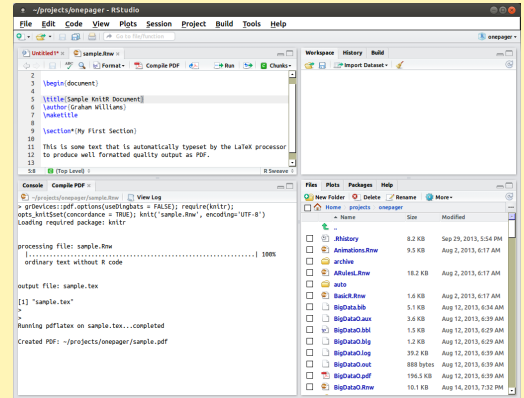 ~/projects/onepager - RStudio
File Edit Code View Plots Session Project Build Tools Help
Go to file/function
onepager
Untitled1* × sample.Rnw ×
Format Compile PDF Run Chunks
2
3 \begin{document}
4
5 \title{Sample KnitR Document}
6 \author{Graham Williams}
7 \maketitle
8
9 \section*{My First Section}
10
11 This is some text that is automatically typeset by the LaTeX processor
12 to produce well formatted quality output as PDF.
13
5:8 (Top Level) R Sweave
Console Compile PDF ×
~/projects/onepager/sample.Rnw View Log
> grDevices::pdf.options(useDingbats = FALSE); require(knitr);
opts_knit$set(concordance = TRUE); knit('sample.Rnw', encoding='UTF-8')
Loading required package: knitr
processing file: sample.Rnw
|.................................................................| 100%
ordinary text without R code
output file: sample.tex
[1] "sample.tex"
>
>
Running pdflatex on sample.tex...completed
Created PDF: ~/projects/onepager/sample.pdf
Workspace History Build
Import Dataset
Files Plots Packages Help
New Folder Delete Rename More
Home projects onepager
Name Size Modified
..
.Rhistory 8.2 KB Sep 29, 2013, 5:54 PM
Animations.Rnw 9.5 KB Aug 2, 2013, 6:17 AM
archive
ARulesL.Rnw 18.2 KB Aug 2, 2013, 6:17 AM
auto
BasicR.Rnw 1.6 KB Aug 2, 2013, 6:17 AM
BigData.bib 5.1 KB Aug 12, 2013, 6:34 AM
BigDataO.aux 3.6 KB Aug 12, 2013, 6:39 AM
BigDataO.bbl 1.5 KB Aug 12, 2013, 6:29 AM
BigDataO.blg 1.2 KB Aug 12, 2013, 6:29 AM
BigDataO.log 39.2 KB Aug 12, 2013, 6:39 AM
BigDataO.out 888 bytes Aug 12, 2013, 6:39 AM
BigDataO.pdf 196.5 KB Aug 12, 2013, 6:39 AM
BigDataO.Rnw 10.1 KB Aug 14, 2013, 7:32 PM